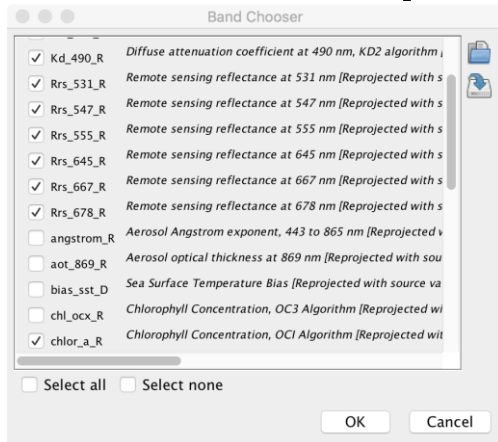 Band Chooser
Kd_490_R Diffuse attenuation coefficient at 490 nm, KD2 algorithm
Rrs_531_R Remote sensing reflectance at 531 nm [Reprojected with s
Rrs_547_R Remote sensing reflectance at 547 nm [Reprojected with s
Rrs_555_R Remote sensing reflectance at 555 nm [Reprojected with s
Rrs_645_R Remote sensing reflectance at 645 nm [Reprojected with s
Rrs_667_R Remote sensing reflectance at 667 nm [Reprojected with s
Rrs_678_R Remote sensing reflectance at 678 nm [Reprojected with s
angstrom_R Aerosol Angstrom exponent, 443 to 865 nm [Reprojected
aot_869_R Aerosol optical thickness at 869 nm [Reprojected with sou
bias_sst_D Sea Surface Temperature Bias [Reprojected with source va
chl_ocx_R Chlorophyll Concentration, OC3 Algorithm [Reprojected wi
chlor_a_R Chlorophyll Concentration, OCI Algorithm [Reprojected wit
Select all Select none
OK Cancel